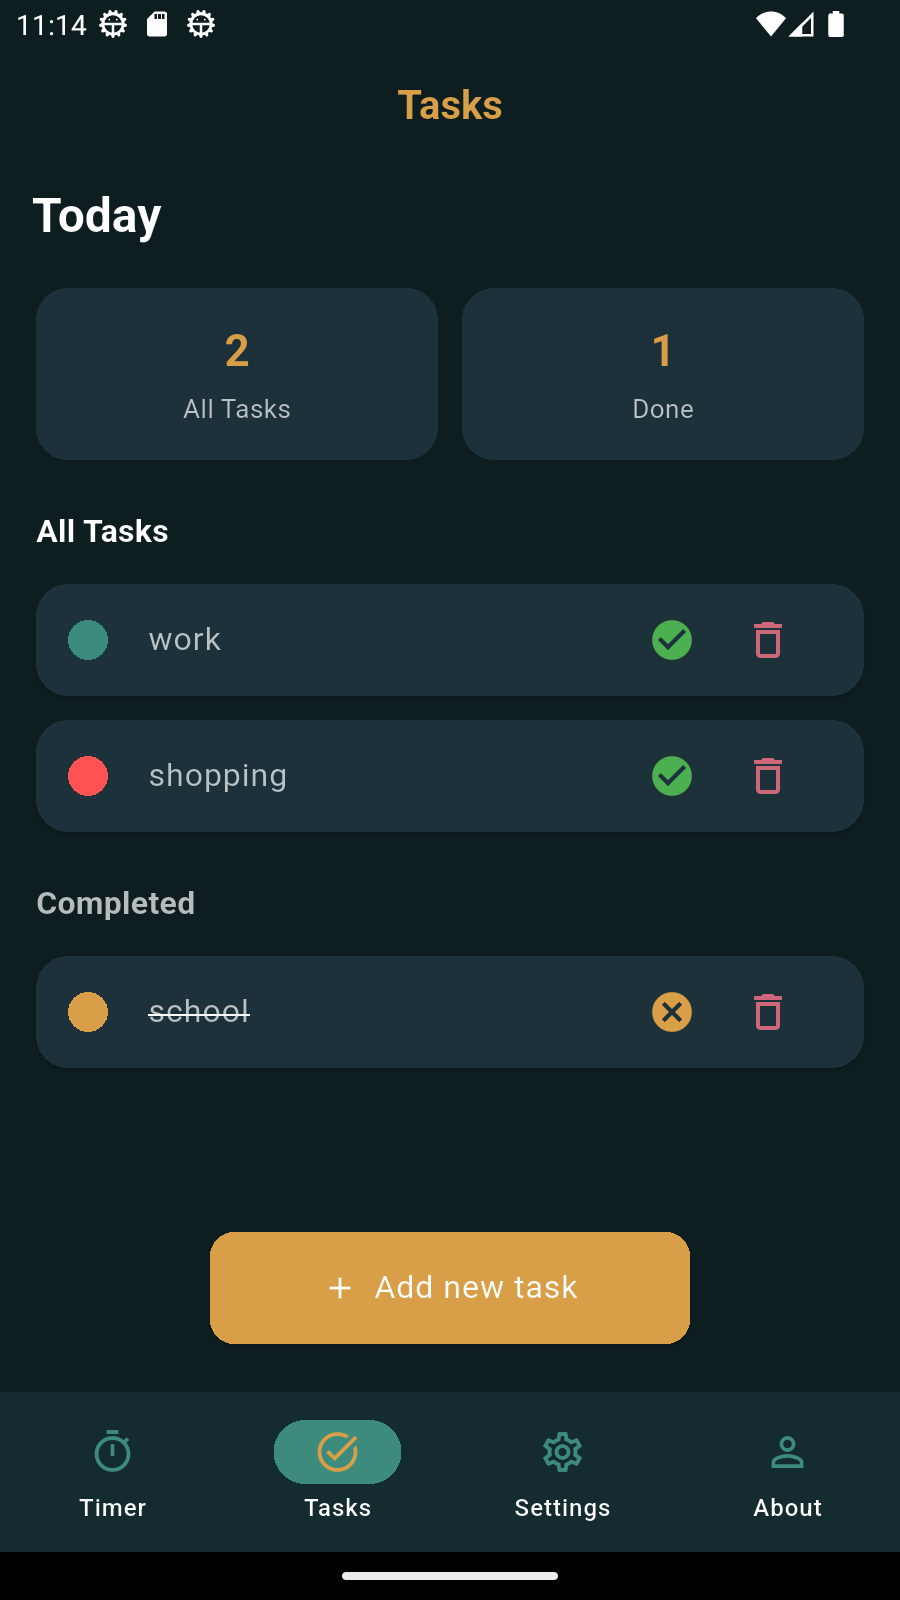 11:14
Tasks
Today
2
All Tasks
1
Done
All Tasks
work
shopping
Completed
school
Add new task
Timer
Tasks
Settings
About